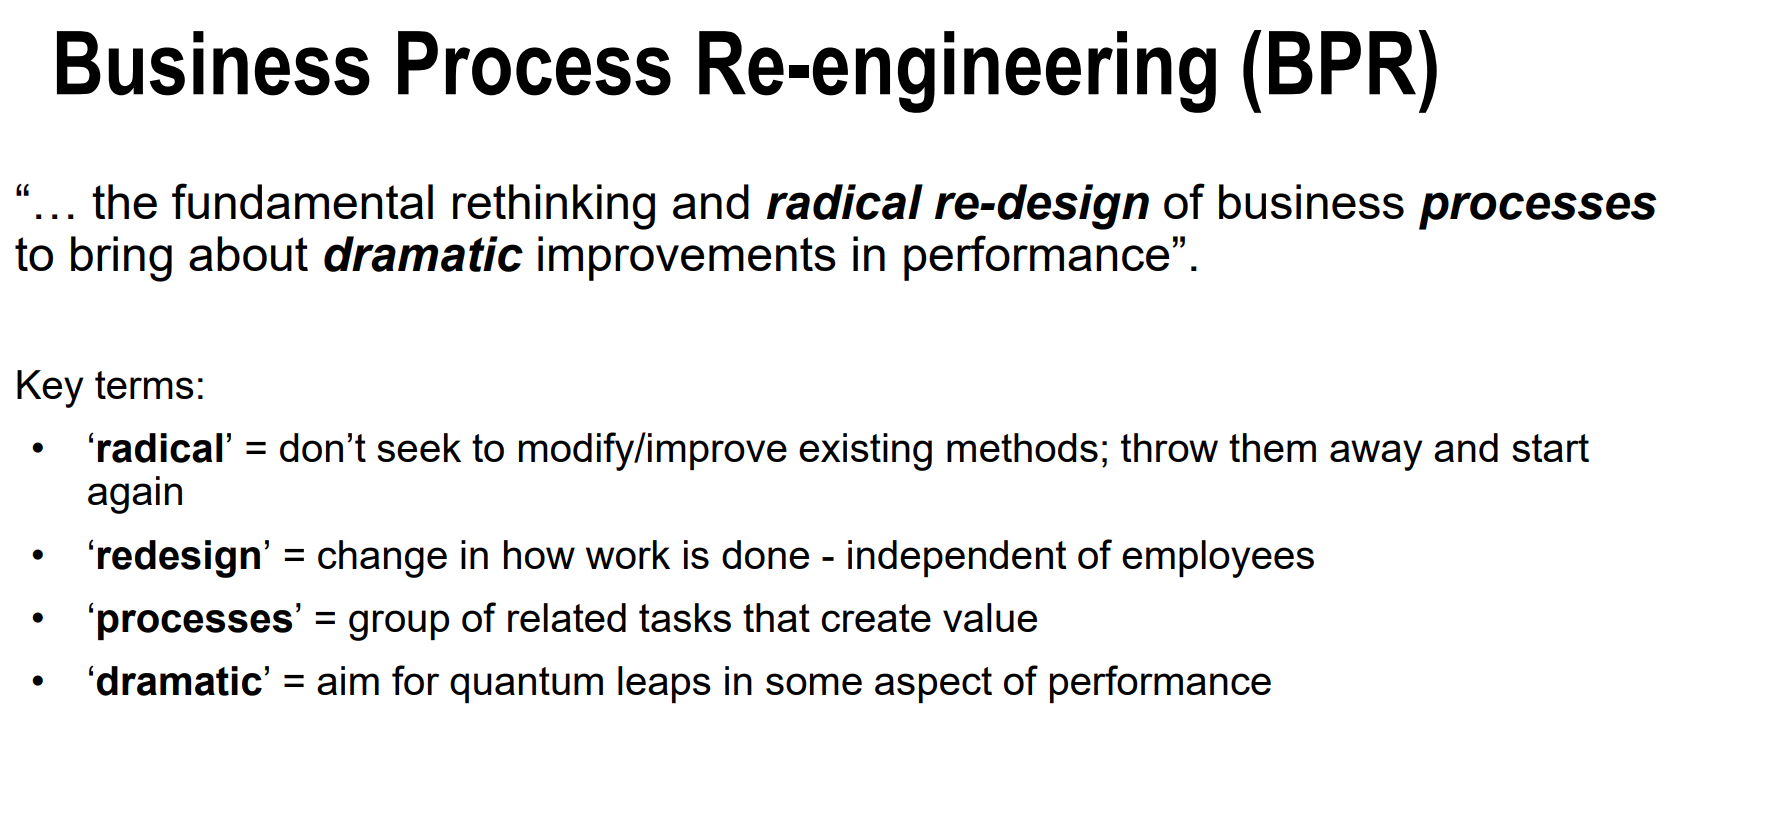 Business Process Re-engineering (BPR)
“… the fundamental rethinking and radical re-design of business processes
to bring about dramatic improvements in performance”.
Key terms:
• ‘radical’ = don’t seek to modify/improve existing methods; throw them away and start
again
• ‘redesign’ = change in how work is done - independent of employees
• ‘processes’ = group of related tasks that create value
• ‘dramatic’ = aim for quantum leaps in some aspect of performance